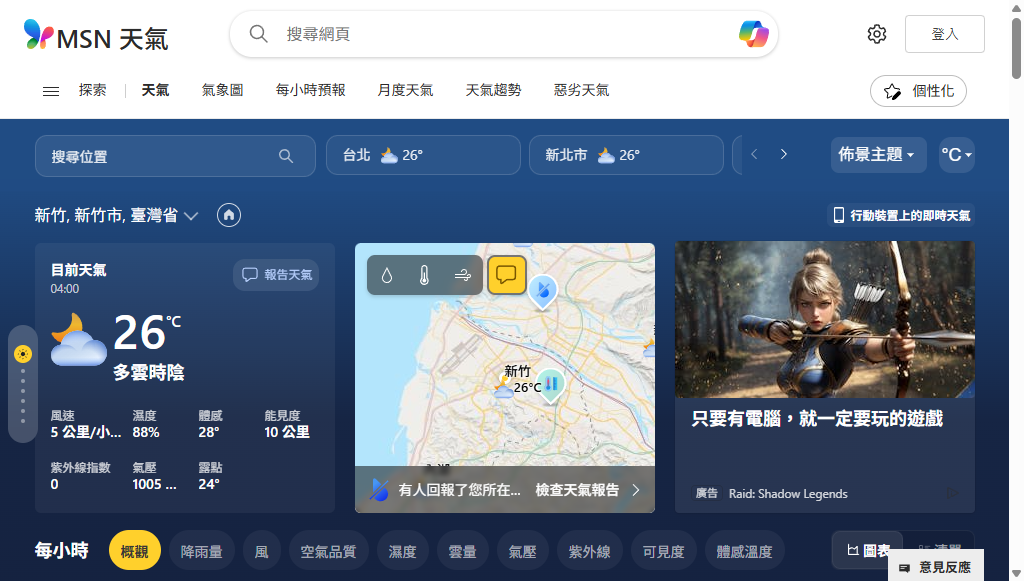 MSN 天氣
搜尋網頁
登入
探索
天氣
氣象圖
每小時預報
月度天氣
天氣趨勢
惡劣天氣
個性化
搜尋位置
台北 26°
新北市 26°
佈景主題
°C
新竹, 新竹市, 臺灣省
行動裝置上的即時天氣
目前天氣
04:00
報告天氣
26°C
多雲時陰
風速 濕度 體感 能見度
5 公里/小... 88% 28° 10 公里
紫外線指數 氣壓 露點
0 1005 ... 24°
新竹
26°C
有人回報了您所在... 檢查天氣報告
只要有電腦，就一定要玩的遊戲
廣告 Raid: Shadow Legends
每小時
概觀
降雨量
風
空氣品質
濕度
雲量
氣壓
紫外線
可見度
體感溫度
圖表
意見反應